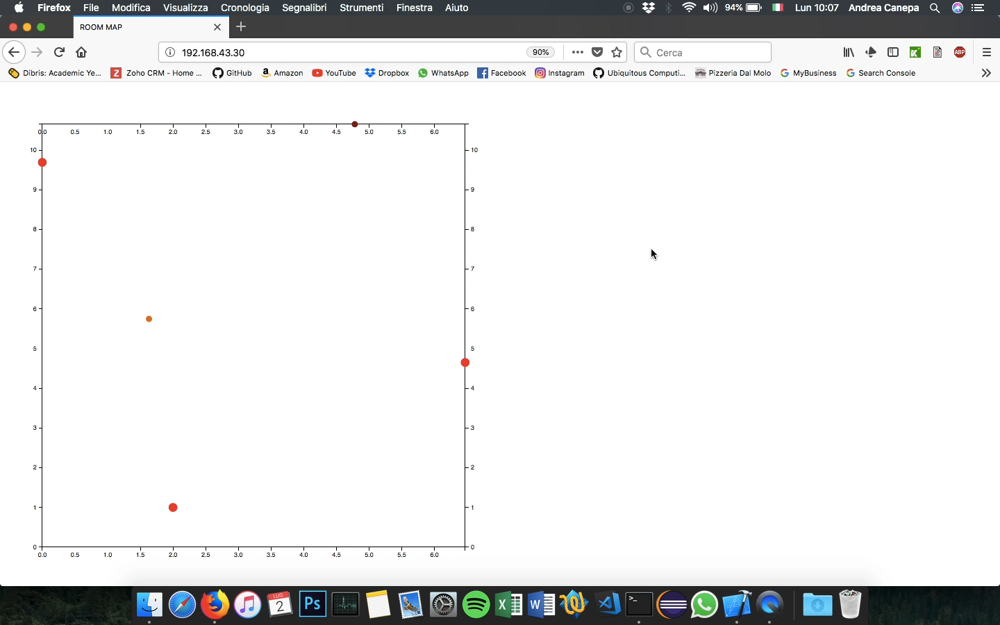 Firefox File Modifica Visualizza Cronologia Segnalibri Strumenti Finestra Aiuto 94% Lun 10:07 Andrea Canepa
ROOM MAP
192.168.43.30 90% Cerca ABP
Dibris: Academic Ye... Z Zoho CRM - Home ... GitHub Amazon YouTube Dropbox WhatsApp Facebook Instagram Ubiquitous Computi... Pizzeria Dal Molo MyBusiness Search Console
0.0 0.5 1.0 1.5 2.0 2.5 3.0 3.5 4.0 4.5 5.0 5.5 6.0
10 10
9 9
8 8
7 7
6 6
5 5
4 4
3 3
2 2
1 1
0 0
0.0 0.5 1.0 1.5 2.0 2.5 3.0 3.5 4.0 4.5 5.0 5.5 6.0
LUG
2 Ps X W >_